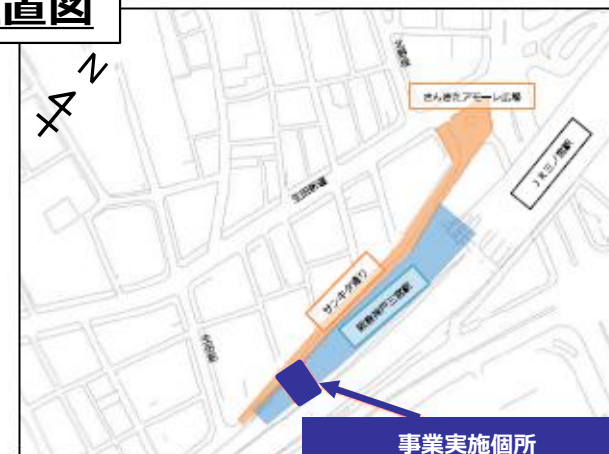 置図
N
さんきたアモーレ広場
JR三ノ宮駅
生田新道
サンキタ通り
阪急神戸三宮駅
事業実施個所